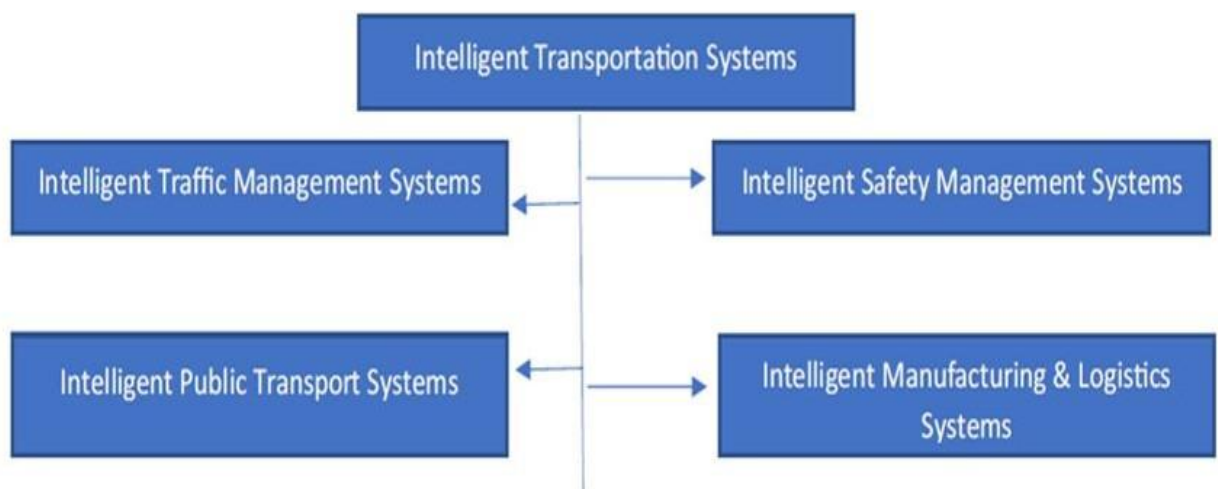 Intelligent Transportation Systems
Intelligent Traffic Management Systems
Intelligent Safety Management Systems
Intelligent Public Transport Systems
Intelligent Manufacturing & Logistics
Systems